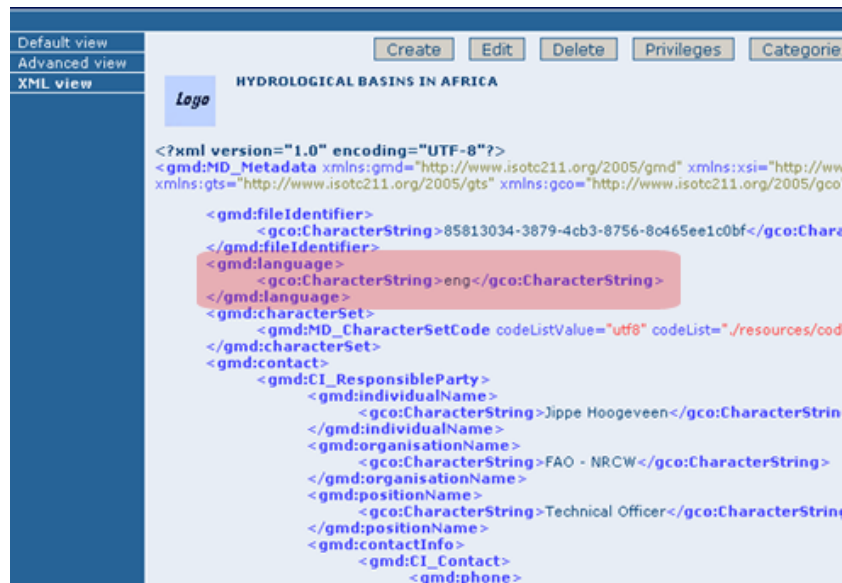 Default view
Advanced view
XML view
Create Edit Delete Privileges Categorie
Logo
HYDROLOGICAL BASINS IN AFRICA
<?xml version="1.0" encoding="UTF-8"?>
<gmd:MD_Metadata xmlns:gmd="http://www.isotc211.org/2005/gmd" xmlns:xsi="http://ww
xmlns:gts="http://www.isotc211.org/2005/gts" xmlns:gco="http://www.isotc211.org/2005/gco"
<gmd:fileIdentifier>
<gco:CharacterString>85813034-3879-4cb3-8756-8c465ee1c0bf</gco:Chara
</gmd:fileIdentifier>
<gmd:language>
<gco:CharacterString>eng</gco:CharacterString>
</gmd:language>
<gmd:characterSet>
<gmd:MD_CharacterSetCode codeListValue="utf8" codeList="./resources/cod
</gmd:characterSet>
<gmd:contact>
<gmd:CI_ResponsibleParty>
<gmd:individualName>
<gco:CharacterString>Jippe Hoogeveen</gco:CharacterStrin
</gmd:individualName>
<gmd:organisationName>
<gco:CharacterString>FAO - NRCW</gco:CharacterString>
</gmd:organisationName>
<gmd:positionName>
<gco:CharacterString>Technical Officer</gco:CharacterString
</gmd:positionName>
<gmd:contactInfo>
<gmd:CI_Contact>
<gmd:phone>